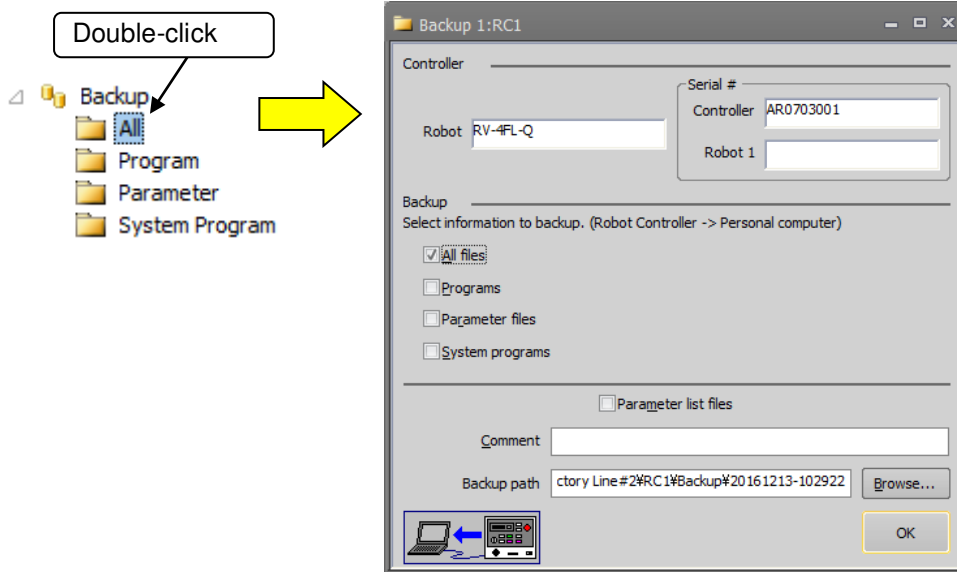 Double-click
Backup
All
Program
Parameter
System Program
Backup 1:RC1
Controller
Serial #
Controller AR0703001
Robot RV-4FL-Q
Robot 1
Backup
Select information to backup. (Robot Controller -> Personal computer)
All files
Programs
Parameter files
System programs
Parameter list files
Comment
Backup path ctory Line#2¥RC1¥Backup¥20161213-102922 Browse...
OK